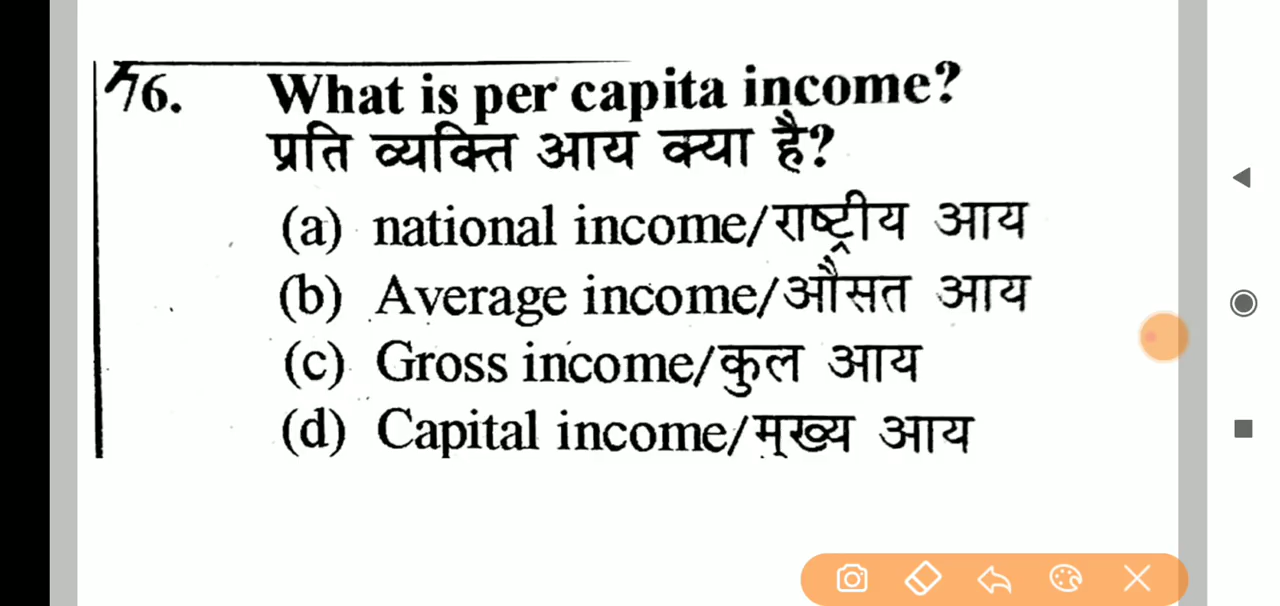 76. What is per capita income?
प्रति व्यक्ति आय क्या है?
(a) national income/राष्ट्रीय आय
(b) Average income/औसत आय
(c) Gross income/कुल आय
(d) Capital income/मुख्य आय